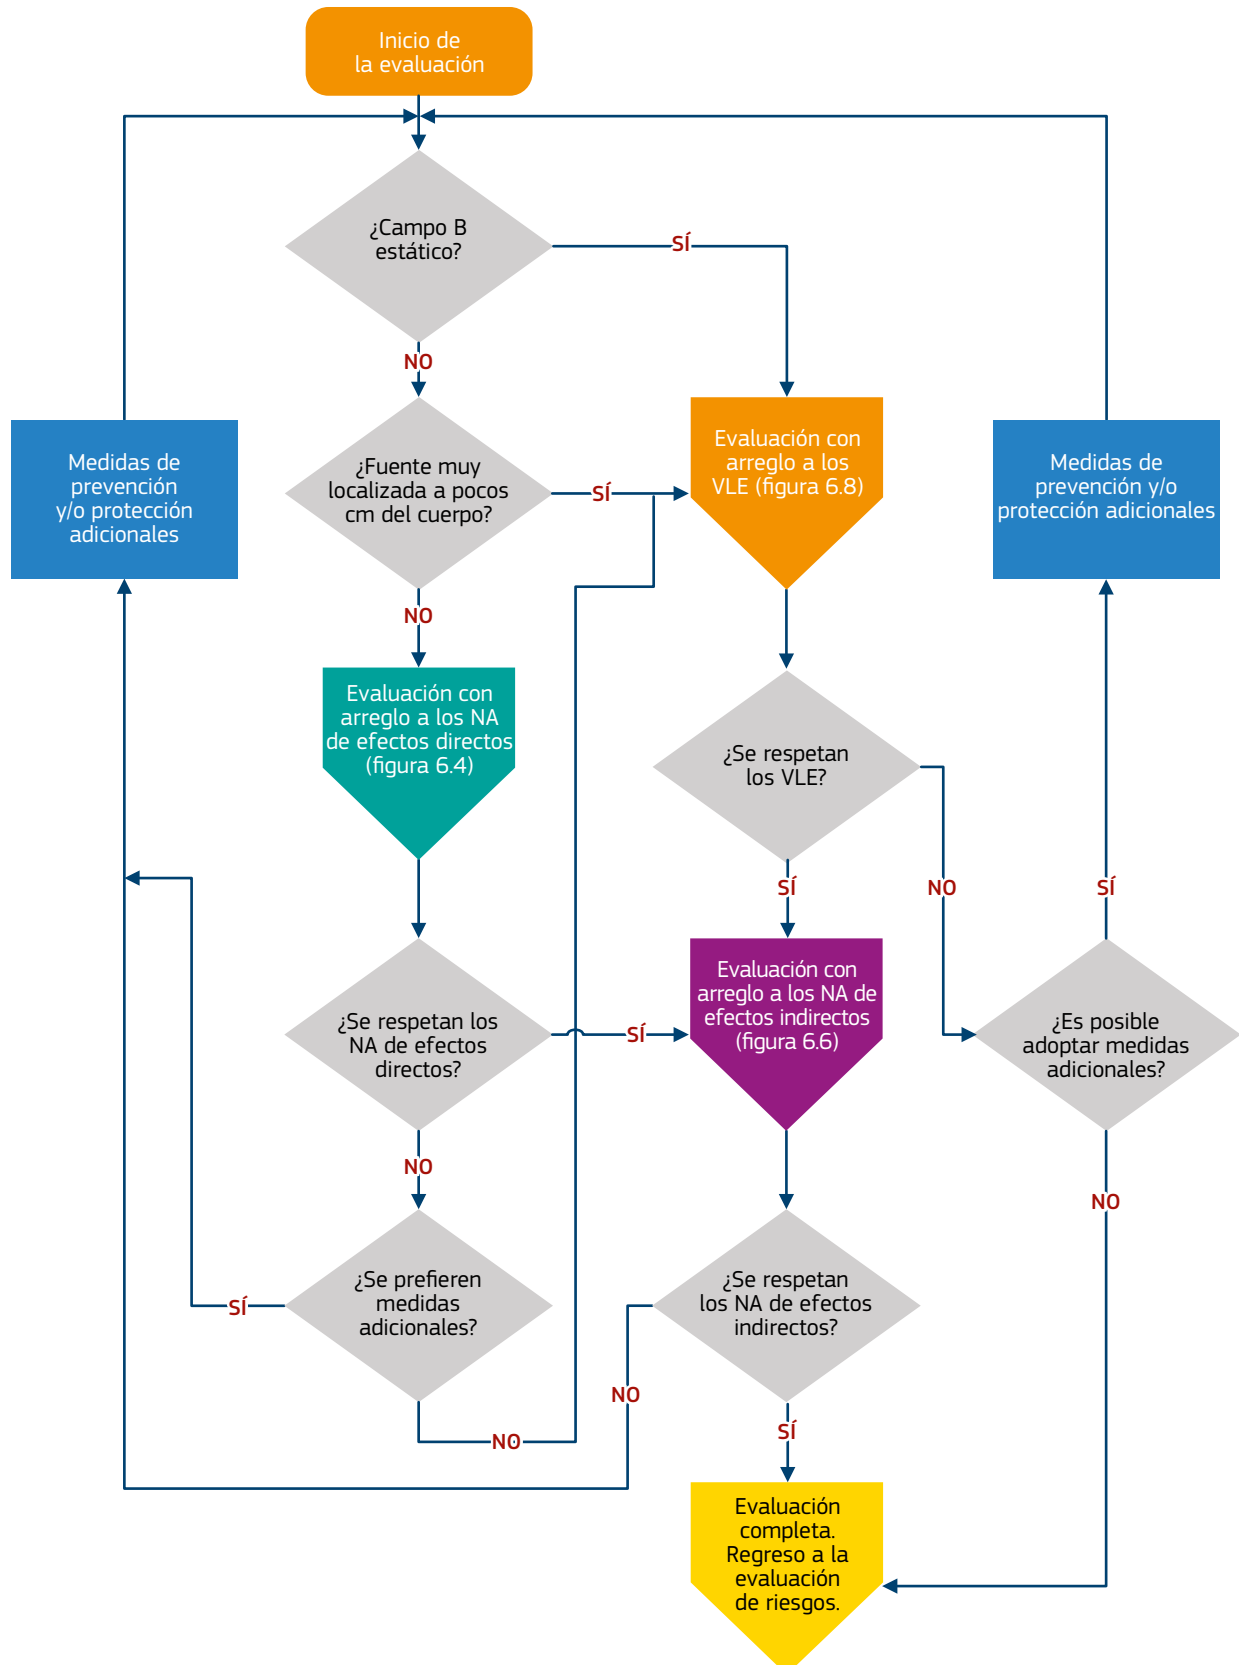 Inicio de
la evaluación
¿Campo B
estático?
SÍ
NO
Medidas de
prevención
y/o protección
adicionales
¿Fuente muy
localizada a pocos
cm del cuerpo?
SÍ
Evaluación con
arreglo a los
VLE (figura 6.8)
Medidas de
prevención y/o
protección adicionales
NO
Evaluación con
arreglo a los NA
de efectos directos
(figura 6.4)
¿Se respetan
los VLE?
SÍ
NO
SÍ
¿Se respetan los
NA de efectos
directos?
SÍ
Evaluación con
arreglo a los NA de
efectos indirectos
(figura 6.6)
¿Es posible
adoptar medidas
adicionales?
NO
NO
¿Se prefieren
medidas
adicionales?
SÍ
¿Se respetan
los NA de efectos
indirectos?
NO
SÍ
NO
Evaluación
completa.
Regreso a la
evaluación
de riesgos.